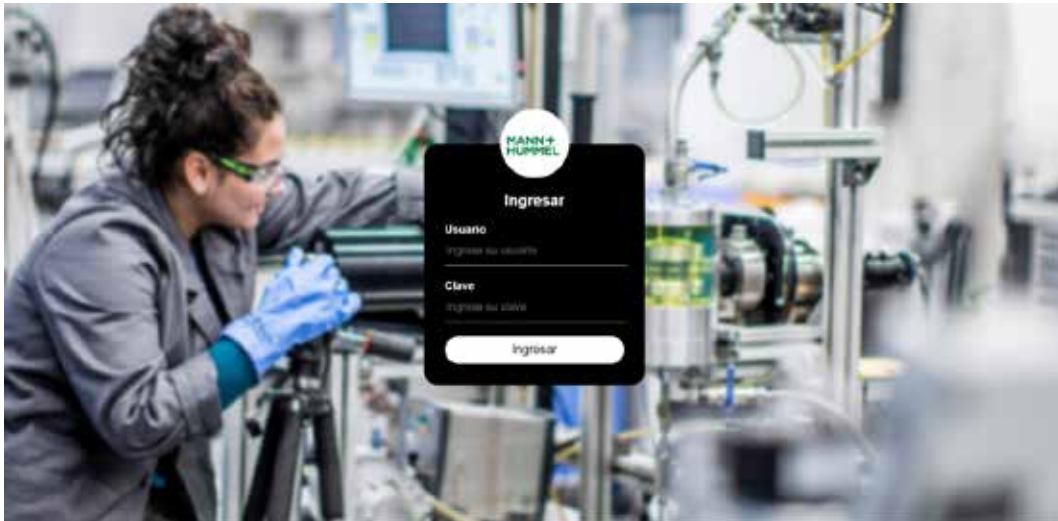 MANN+
HUMMEL
Ingresar
Usuario
Ingrese su usuario
Clave
Ingrese su clave
Ingresar